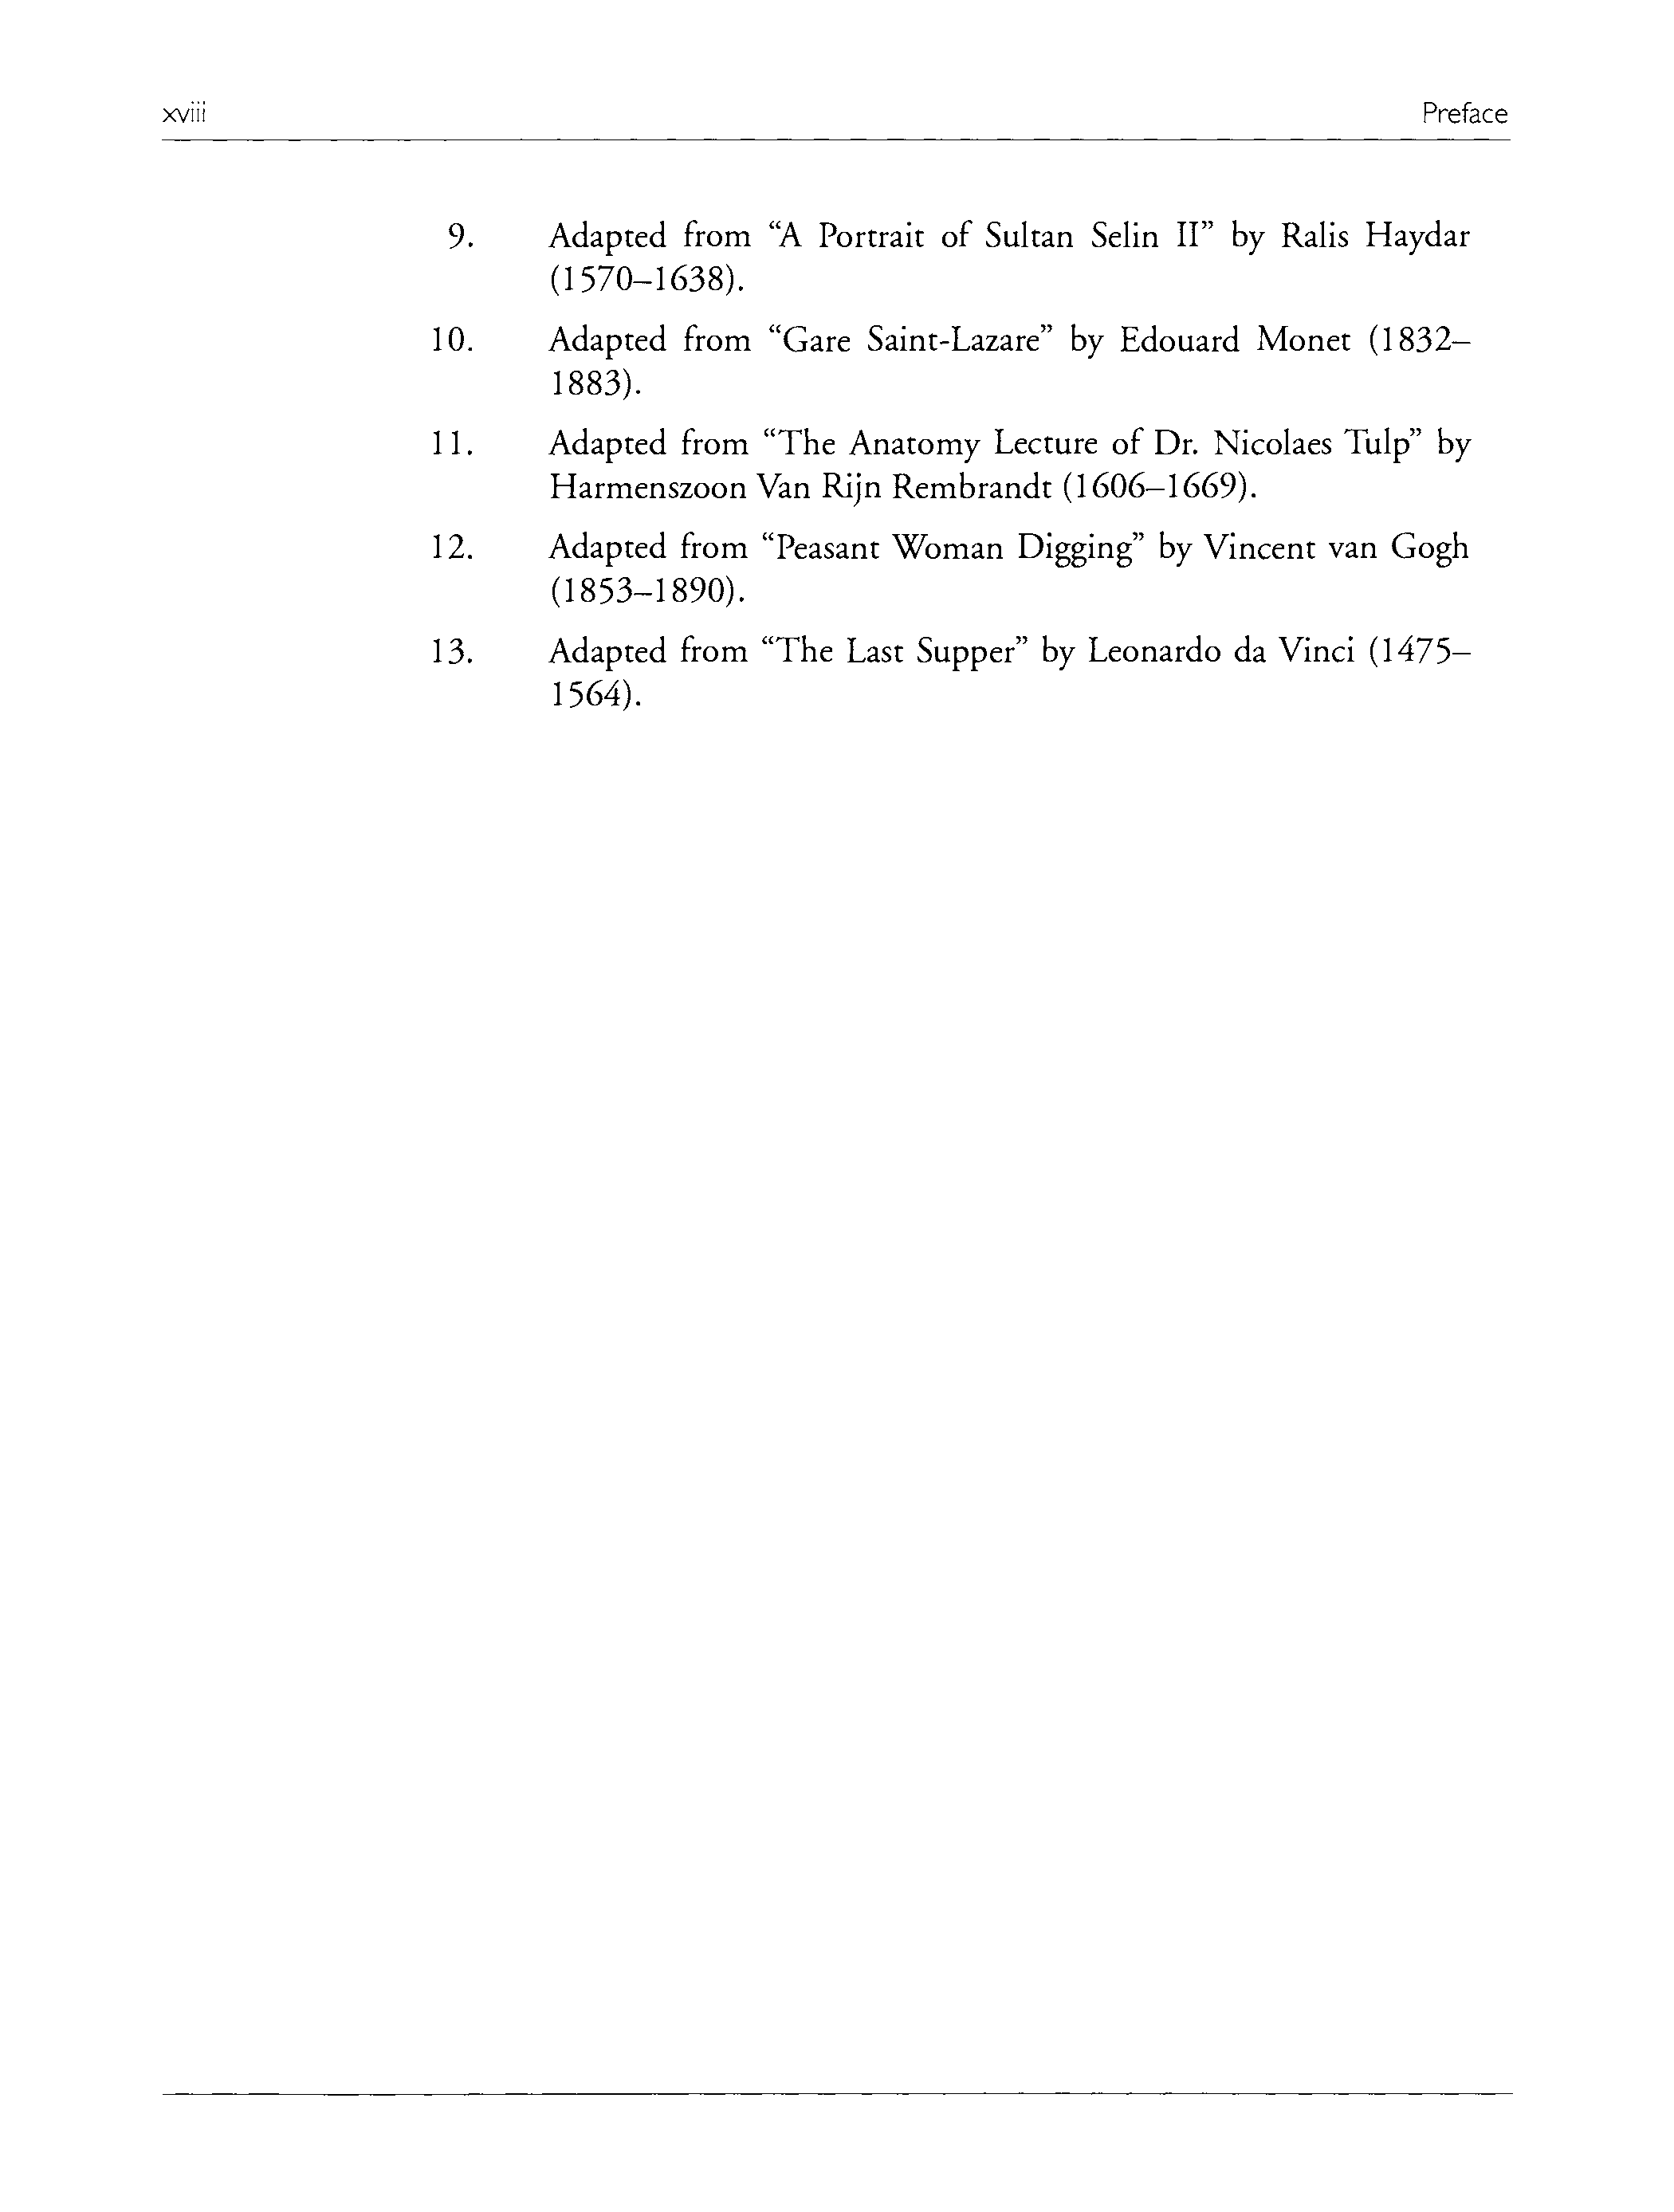 xviii Preface
9. Adapted from “A Portrait of Sultan Selin II” by Ralis Haydar
(1570–1638).
10. Adapted from “Gare Saint-Lazare” by Edouard Monet (1832–
1883).
11. Adapted from “The Anatomy Lecture of Dr. Nicolaes Tulp” by
Harmenszoon Van Rijn Rembrandt (1606–1669).
12. Adapted from “Peasant Woman Digging” by Vincent van Gogh
(1853–1890).
13. Adapted from “The Last Supper” by Leonardo da Vinci (1475–
1564).